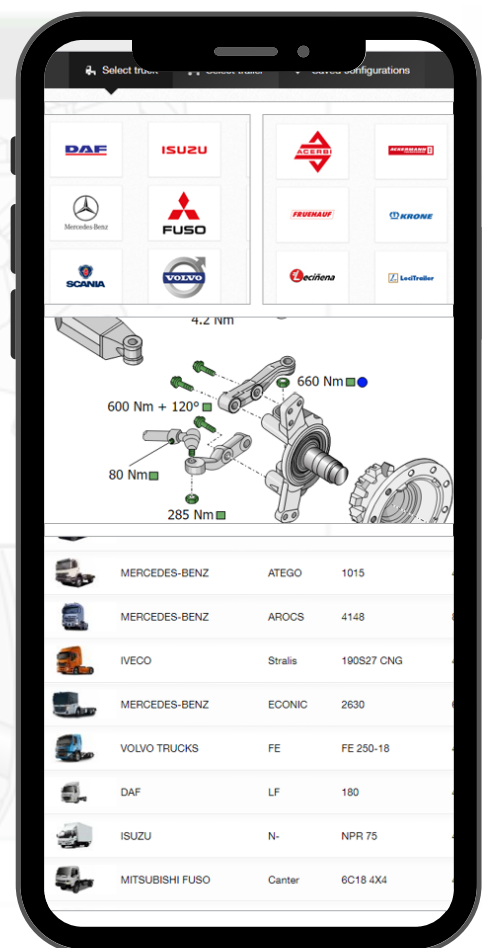 Select truck
Select trailer
Saved configurations
DAF
ISUZU
ACERBI
ACKERMANN
Mercedes-Benz
FUSO
FRUEHAUF
KRONE
SCANIA
VOLVO
Leciñena
LeciTrailer
4.2 Nm
660 Nm
600 Nm + 120°
80 Nm
285 Nm
MERCEDES-BENZ ATEGO 1015
MERCEDES-BENZ AROCS 4148
IVECO Stralis 190S27 CNG
MERCEDES-BENZ ECONIC 2630
VOLVO TRUCKS FE FE 250-18
DAF LF 180
ISUZU N- NPR 75
MITSUBISHI FUSO Canter 6C18 4X4